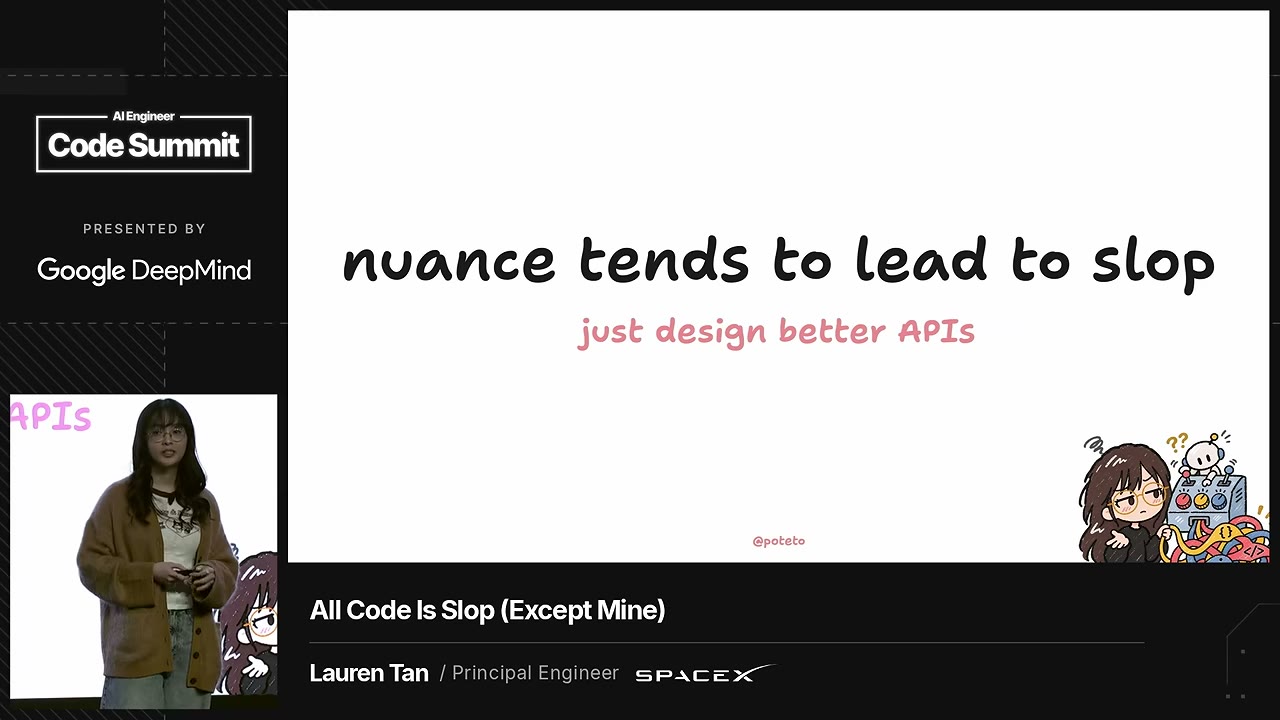 AI Engineer
Code Summit
PRESENTED BY
Google DeepMind
APIs
nuance tends to lead to slop
just design better APIs
??
</>
@poteto
All Code Is Slop (Except Mine)
Lauren Tan / Principal Engineer SPACEX